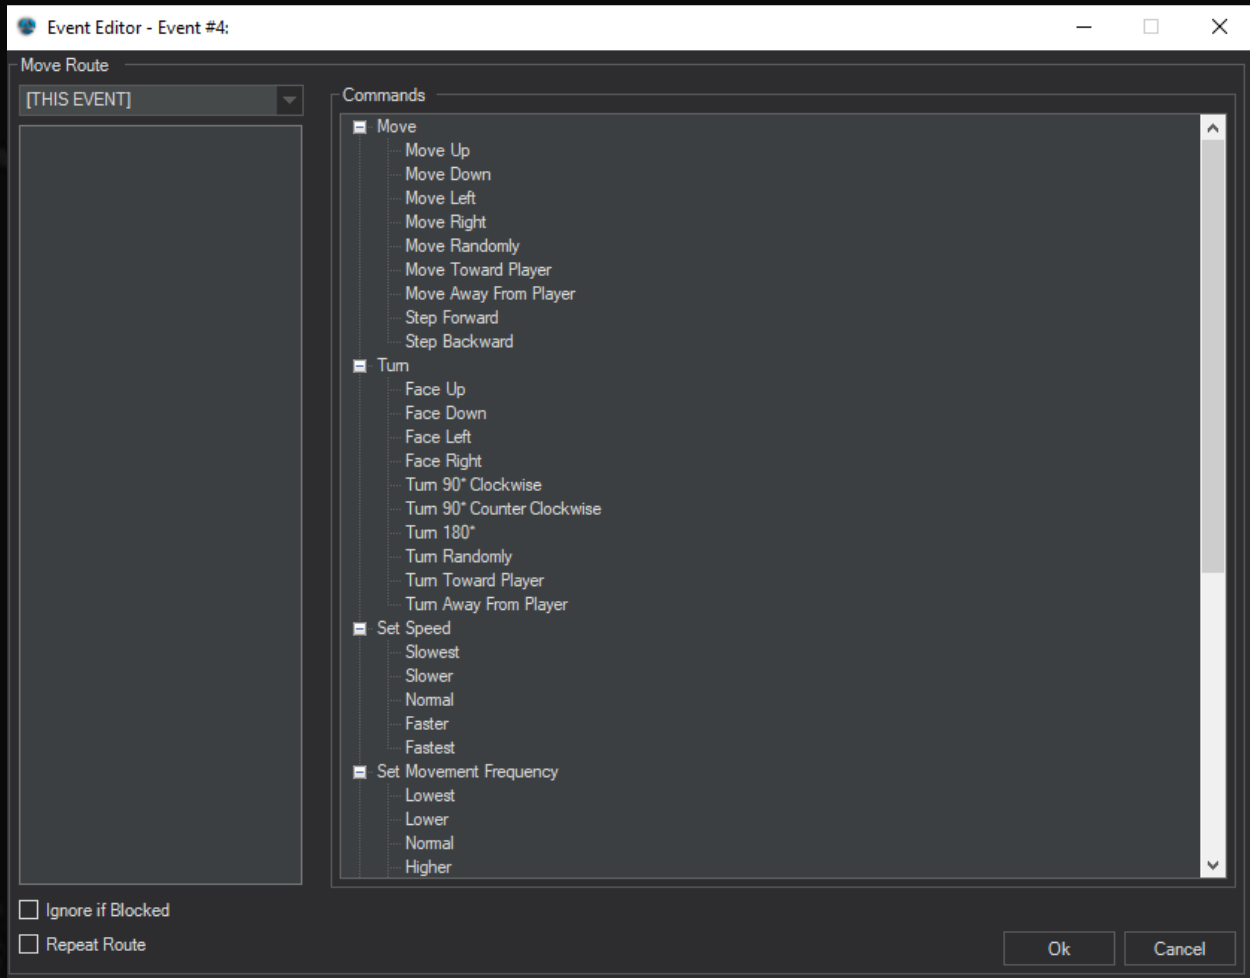 Event Editor - Event #4:
Move Route
[THIS EVENT]
Commands
Move
Move Up
Move Down
Move Left
Move Right
Move Randomly
Move Toward Player
Move Away From Player
Step Forward
Step Backward
Turn
Face Up
Face Down
Face Left
Face Right
Turn 90* Clockwise
Turn 90* Counter Clockwise
Turn 180*
Turn Randomly
Turn Toward Player
Turn Away From Player
Set Speed
Slowest
Slower
Normal
Faster
Fastest
Set Movement Frequency
Lowest
Lower
Normal
Higher
Ignore if Blocked
Repeat Route
Ok
Cancel